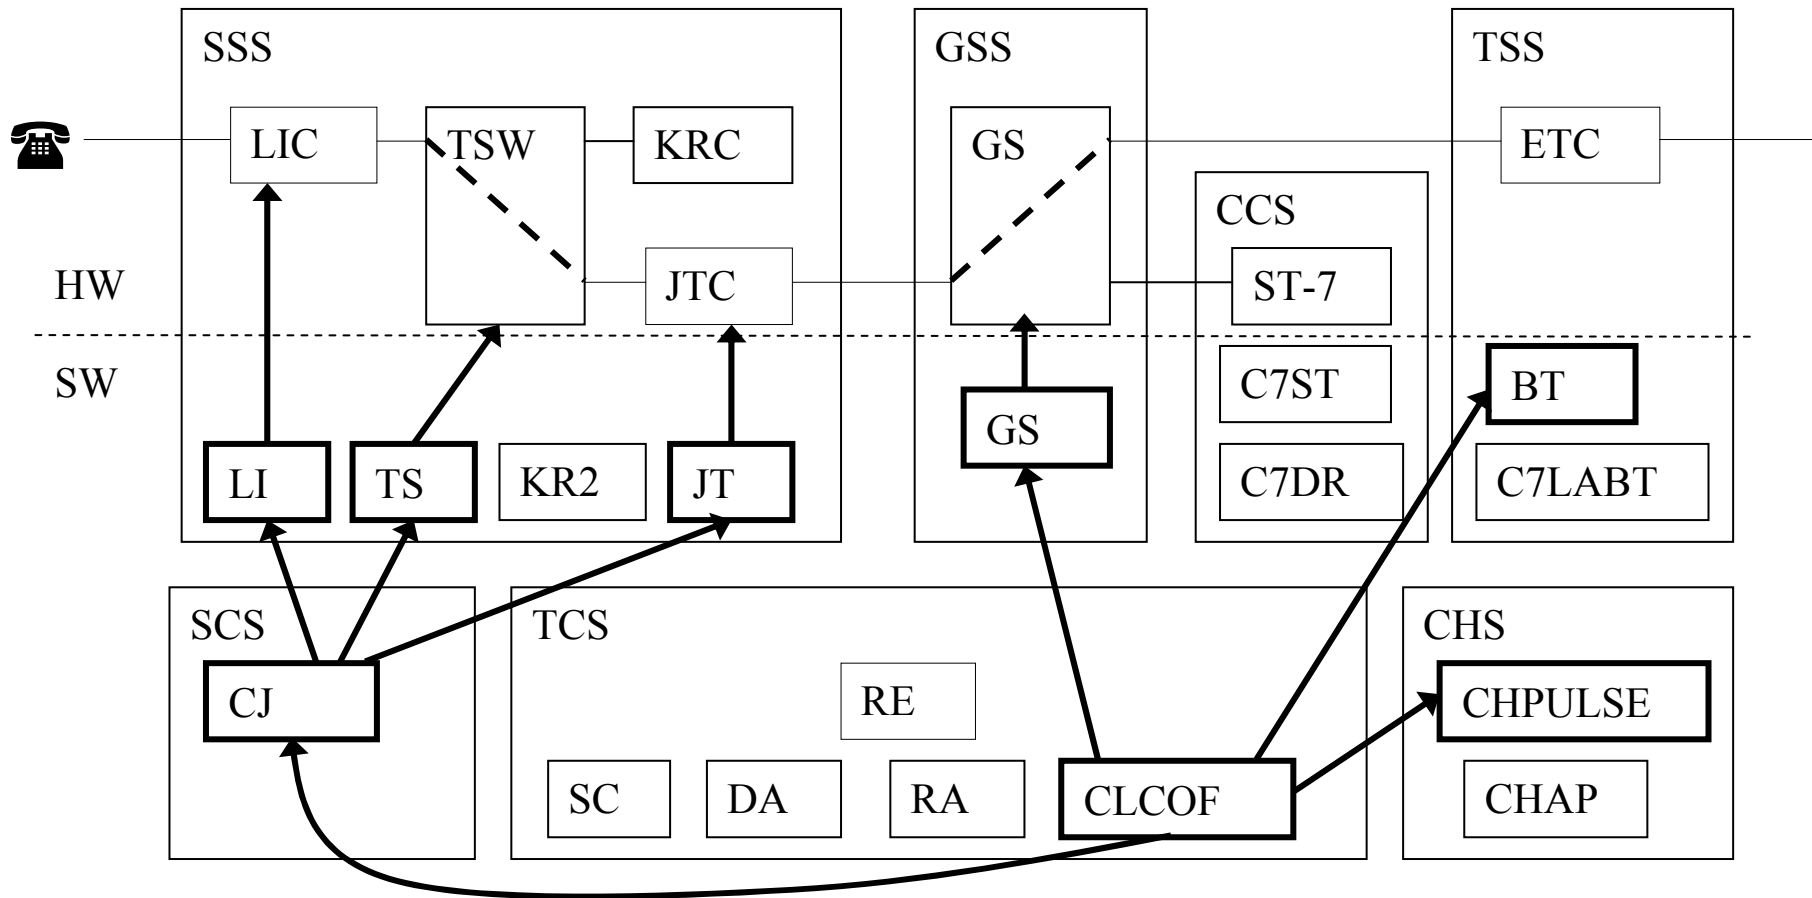 SSS
GSS
TSS
LIC
TSW
KRC
GS
ETC
CCS
HW
JTC
ST-7
SW
C7ST
BT
GS
LI
TS
KR2
JT
C7DR
C7LABT
SCS
TCS
CHS
CJ
RE
CHPULSE
SC
DA
RA
CLCOF
CHAP